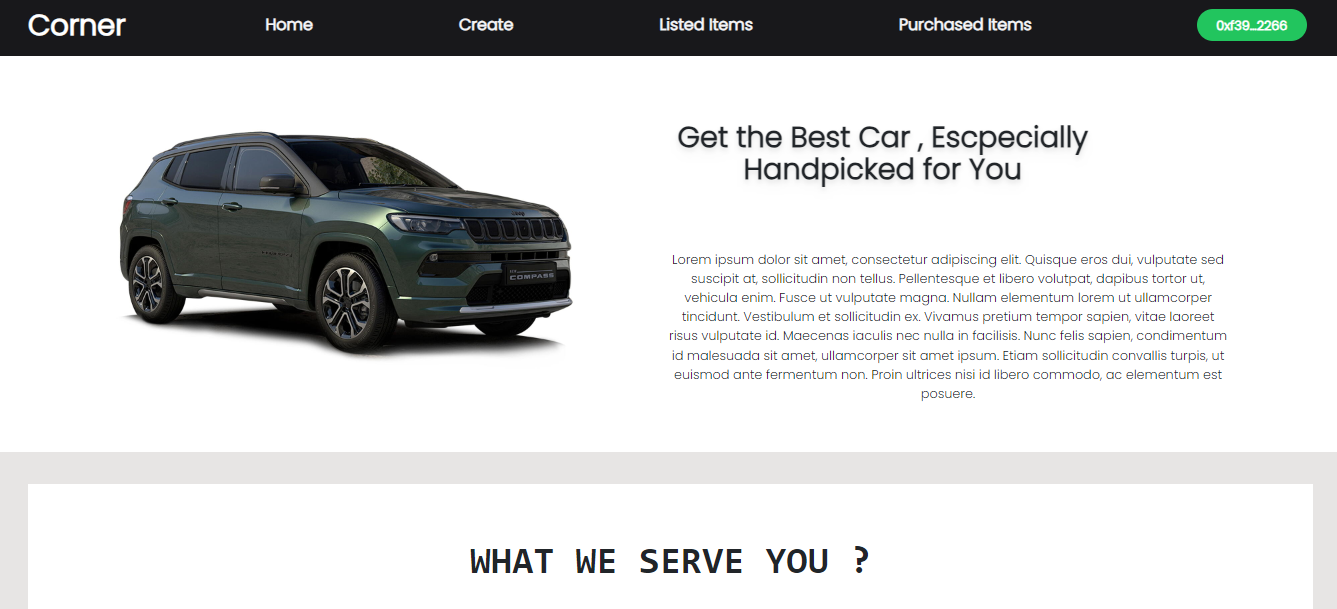 Corner
Home
Create
Listed Items
Purchased Items
0xf39...2266
Get the Best Car , Escpecially
Handpicked for You
Lorem ipsum dolor sit amet, consectetur adipiscing elit. Quisque eros dui, vulputate sed
suscipit at, sollicitudin non tellus. Pellentesque et libero volutpat, dapibus tortor ut,
vehicula enim. Fusce ut vulputate magna. Nullam elementum lorem ut ullamcorper
tincidunt. Vestibulum et sollicitudin ex. Vivamus pretium tempor sapien, vitae laoreet
risus vulputate id. Maecenas iaculis nec nulla in facilisis. Nunc felis sapien, condimentum
id malesuada sit amet, ullamcorper sit amet ipsum. Etiam sollicitudin convallis turpis, ut
euismod ante fermentum non. Proin ultrices nisi id libero commodo, ac elementum est
posuere.
COMPASS
WHAT WE SERVE YOU ?